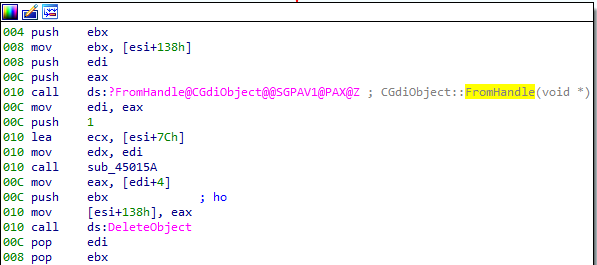 004 push    ebx
008 mov     ebx, [esi+138h]
008 push    edi
00C push    eax
010 call    ds:?FromHandle@CGdiObject@@SGPAV1@PAX@Z ; CGdiObject::FromHandle(void *)
00C mov     edi, eax
00C push    1
010 lea     ecx, [esi+7Ch]
010 mov     edx, edi
010 call    sub_45015A
00C mov     eax, [edi+4]
00C push    ebx             ; ho
010 mov     [esi+138h], eax
010 call    ds:DeleteObject
00C pop     edi
008 pop     ebx